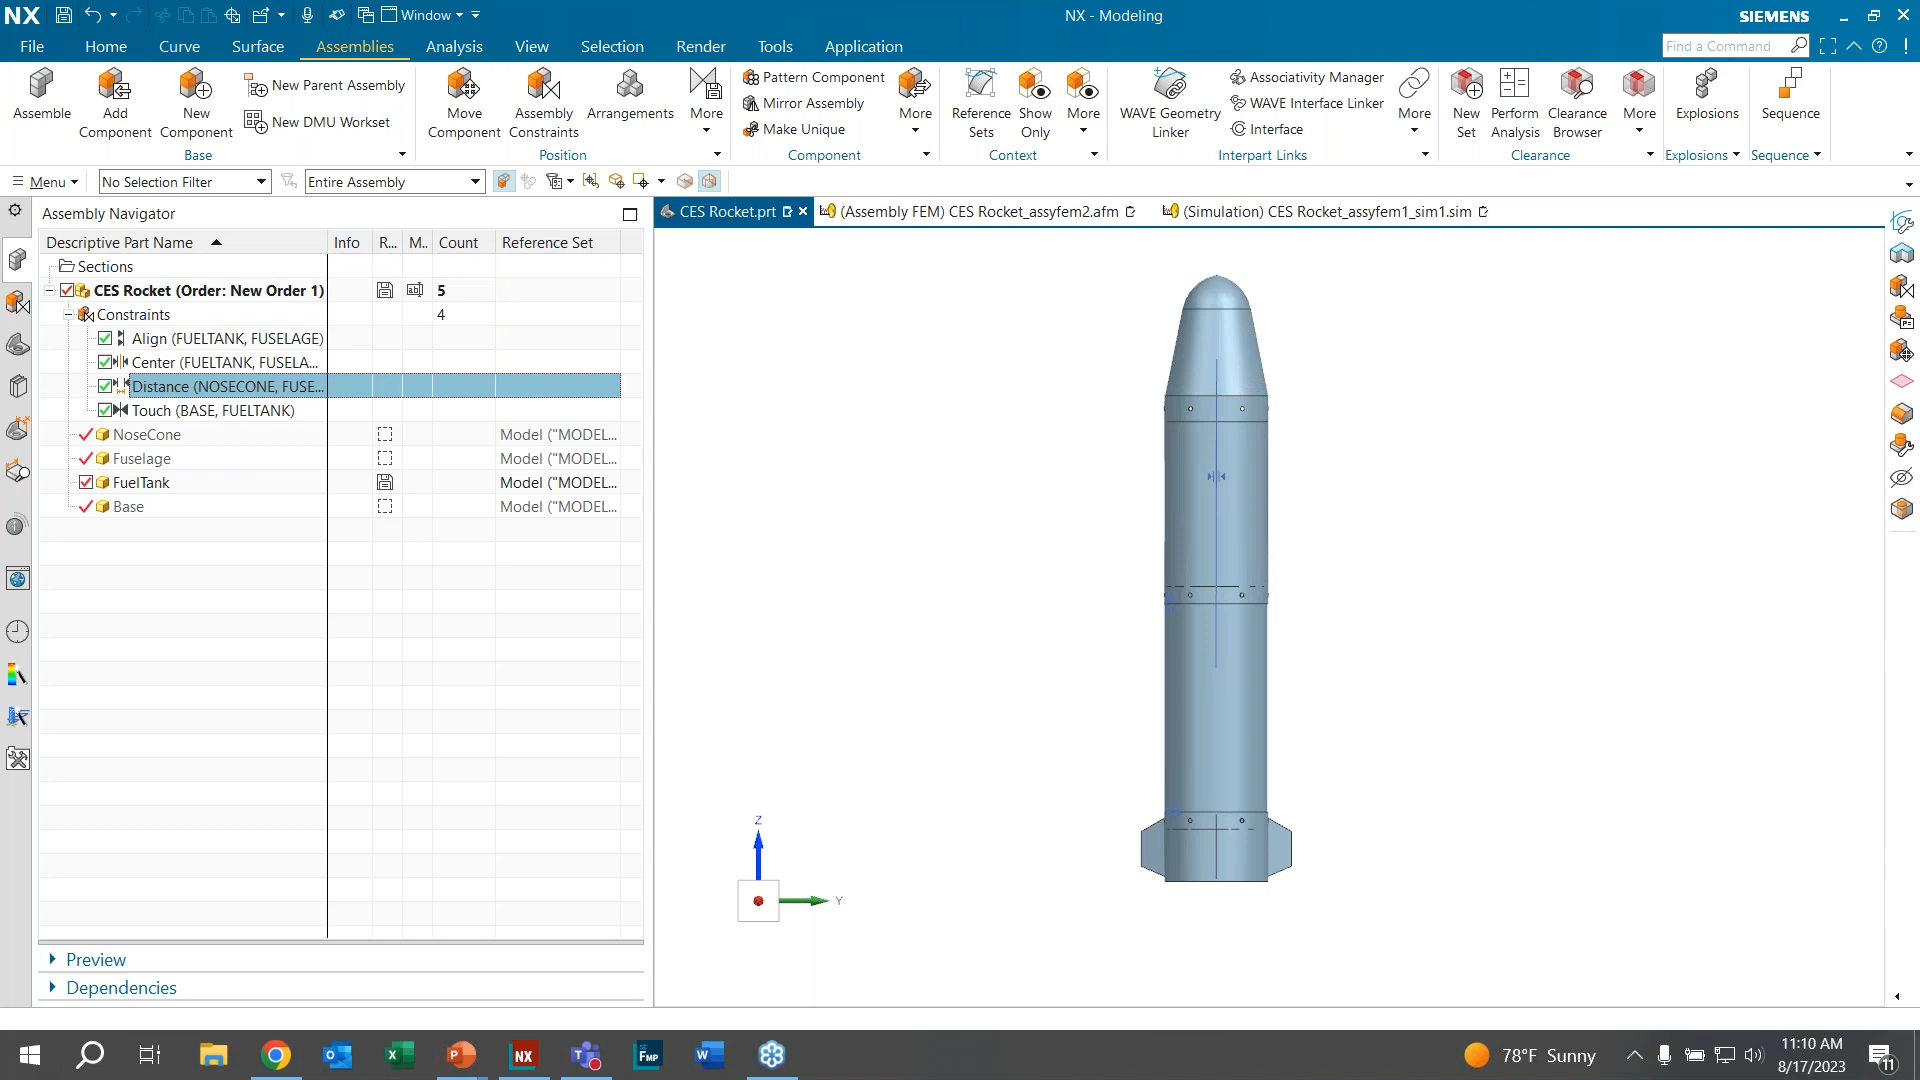 NX
Window
NX - Modeling
SIEMENS
File Home Curve Surface Assemblies Analysis View Selection Render Tools Application
Find a Command
Assemble
Add Component
New Component
New Parent Assembly
New DMU Workset
Base
Move Component
Assembly Constraints
Arrangements
More
Position
Pattern Component
Mirror Assembly
Make Unique
More
Component
Reference Sets
Show Only
More
Context
WAVE Geometry Linker
Associativity Manager
WAVE Interface Linker
Interface
More
Interpart Links
New Set
Perform Analysis
Clearance Browser
More
Clearance
Explosions
Explosions
Sequence
Sequence
Menu
No Selection Filter
Entire Assembly
Assembly Navigator
CES Rocket.prt
(Assembly FEM) CES Rocket_assyfem2.afm
(Simulation) CES Rocket_assyfem1_sim1.sim
Descriptive Part Name Info R... M.. Count Reference Set
Sections
CES Rocket (Order: New Order 1) 5
Constraints 4
Align (FUELTANK, FUSELAGE)
Center (FUELTANK, FUSELA...
Distance (NOSECONE, FUSE...
Touch (BASE, FUELTANK)
NoseCone Model ("MODEL...
Fuselage Model ("MODEL...
FuelTank Model ("MODEL...
Base Model ("MODEL...
Z
Y
Preview
Dependencies
NX
FMP
78°F Sunny
11:10 AM
8/17/2023
11